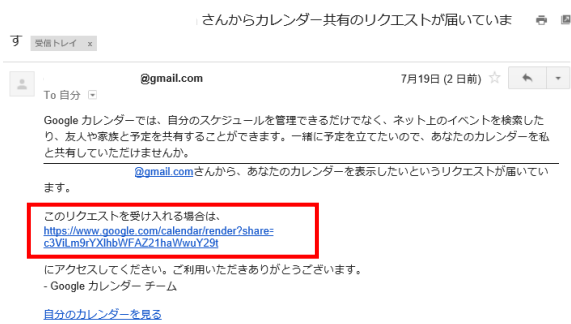 さんからカレンダー共有のリクエストが届いていま
す 受信トレイ x
@gmail.com 7月19日 (2 日前)
To 自分
Google カレンダーでは、自分のスケジュールを管理できるだけでなく、ネット上のイベントを検索した
り、友人や家族と予定を共有することができます。一緒に予定を立てたいので、あなたのカレンダーを私
と共有していただけませんか。
@gmail.comさんから、あなたのカレンダーを表示したいというリクエストが届いてい
ます。
このリクエストを受け入れる場合は、
https://www.google.com/calendar/render?share=
c3ViLm9rYXlhbWFAZ21haWwuY29t
にアクセスしてください。ご利用いただきありがとうございます。
- Google カレンダー チーム
自分のカレンダーを見る